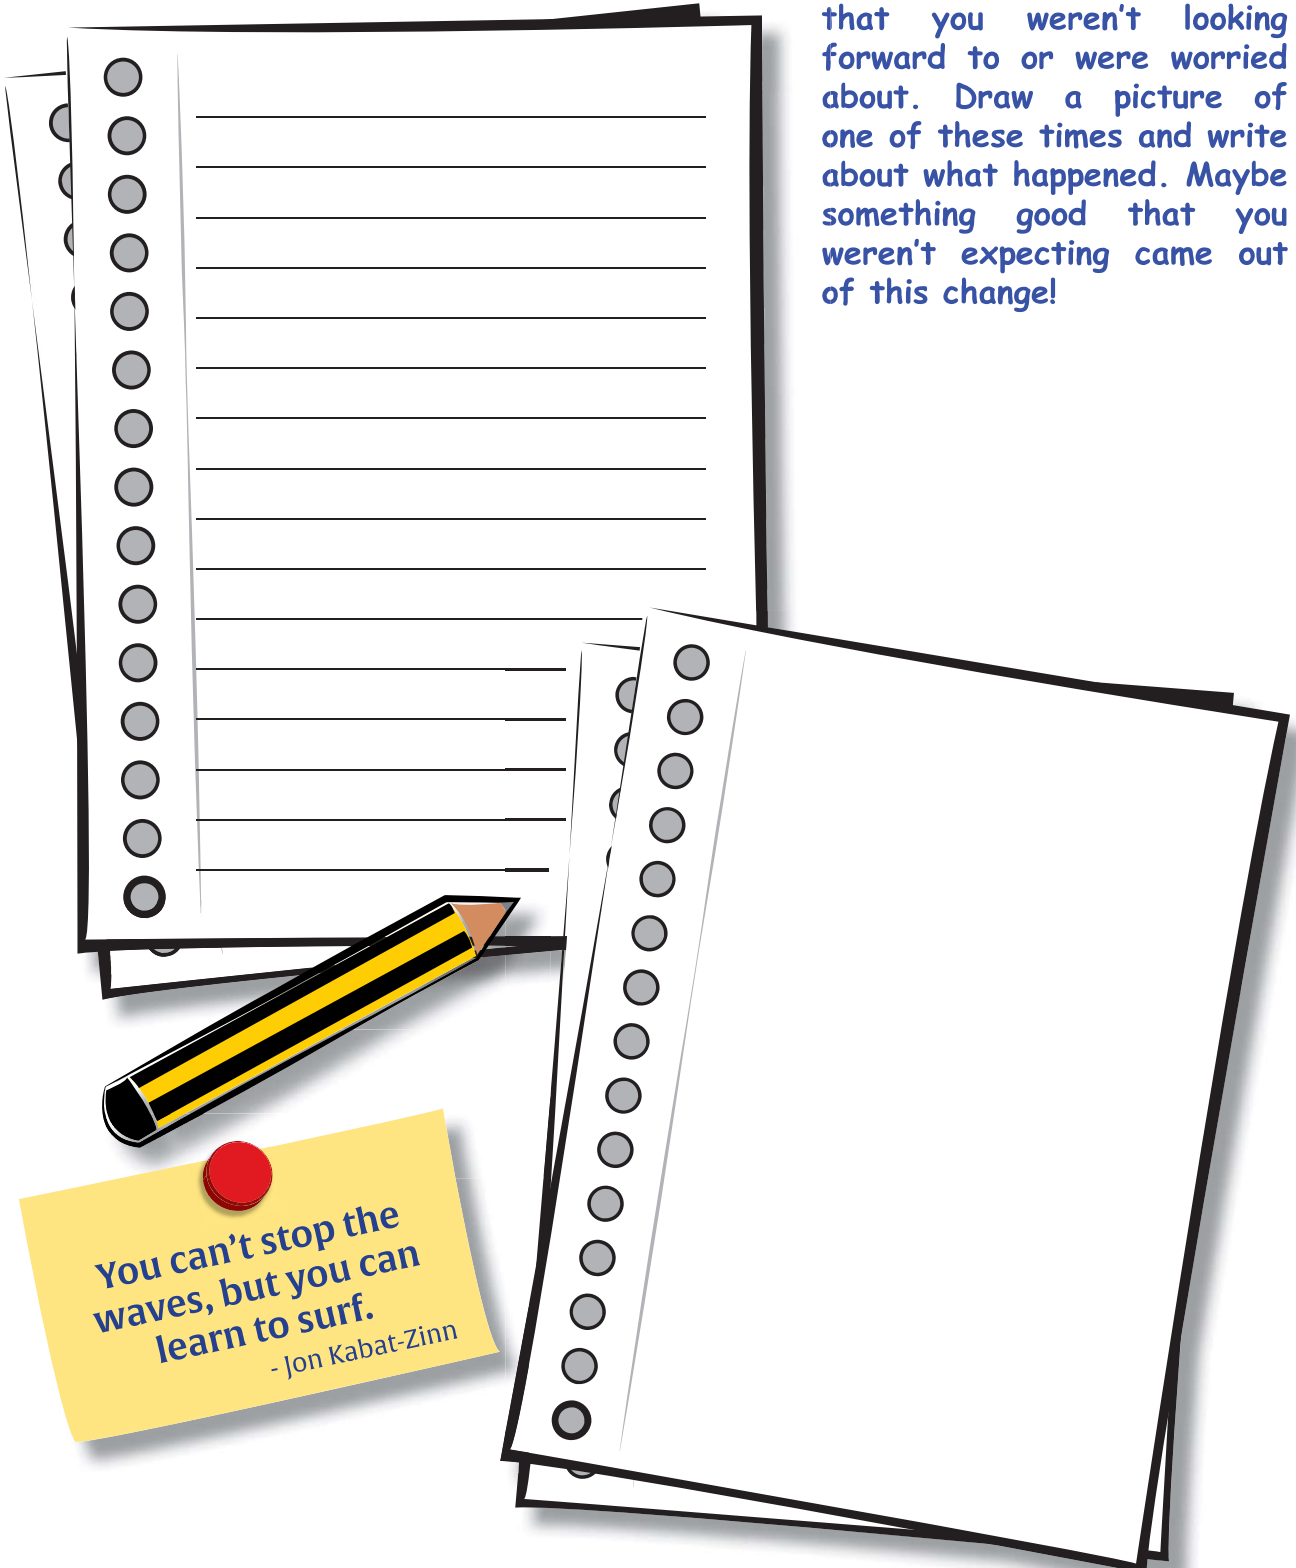 that you weren't looking
forward to or were worried
about. Draw a picture of
one of these times and write
about what happened. Maybe
something good that you
weren't expecting came out
of this change!
You can't stop the
waves, but you can
learn to surf.
- Jon Kabat-Zinn